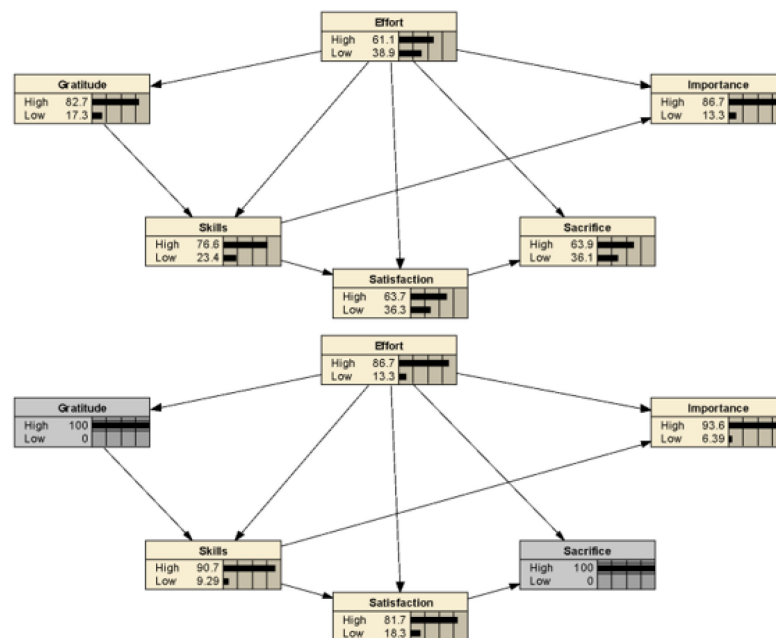 Effort
High 61.1
Low 38.9
Gratitude
High 82.7
Low 17.3
Importance
High 86.7
Low 13.3
Skills
High 76.6
Low 23.4
Sacrifice
High 63.9
Low 36.1
Satisfaction
High 63.7
Low 36.3
Effort
High 86.7
Low 13.3
Gratitude
High 100
Low 0
Importance
High 93.6
Low 6.39
Skills
High 90.7
Low 9.29
Sacrifice
High 100
Low 0
Satisfaction
High 81.7
Low 18.3